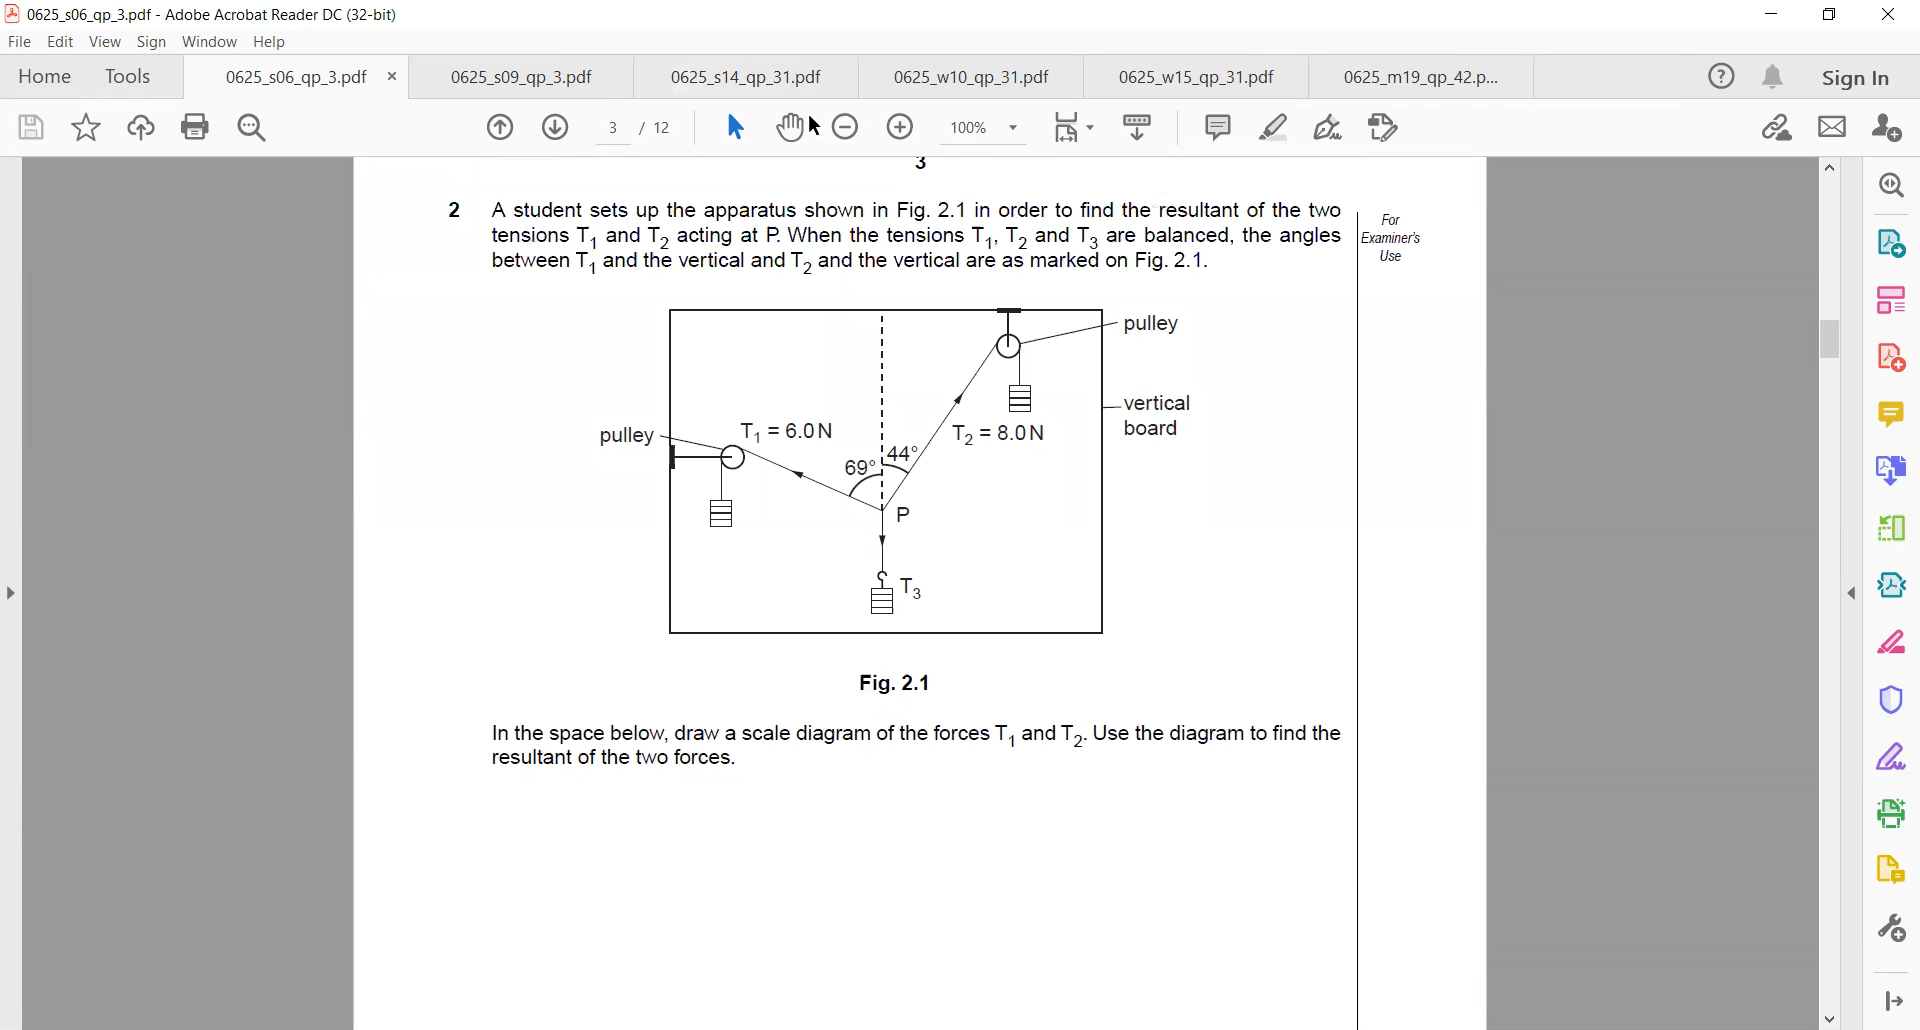 0625_s06_qp_3.pdf - Adobe Acrobat Reader DC (32-bit)
File Edit View Sign Window Help
Home Tools 0625_s06_qp_3.pdf × 0625_s09_qp_3.pdf 0625_s14_qp_31.pdf 0625_w10_qp_31.pdf 0625_w15_qp_31.pdf 0625_m19_qp_42.p... Sign In
3 / 12 100%
3
2 A student sets up the apparatus shown in Fig. 2.1 in order to find the resultant of the two
tensions T1 and T2 acting at P. When the tensions T1, T2 and T3 are balanced, the angles
between T1 and the vertical and T2 and the vertical are as marked on Fig. 2.1.
For
Examiner's
Use
pulley
vertical
board
pulley
T1 = 6.0 N
T2 = 8.0 N
69°
44°
P
T3
Fig. 2.1
In the space below, draw a scale diagram of the forces T1 and T2. Use the diagram to find the
resultant of the two forces.